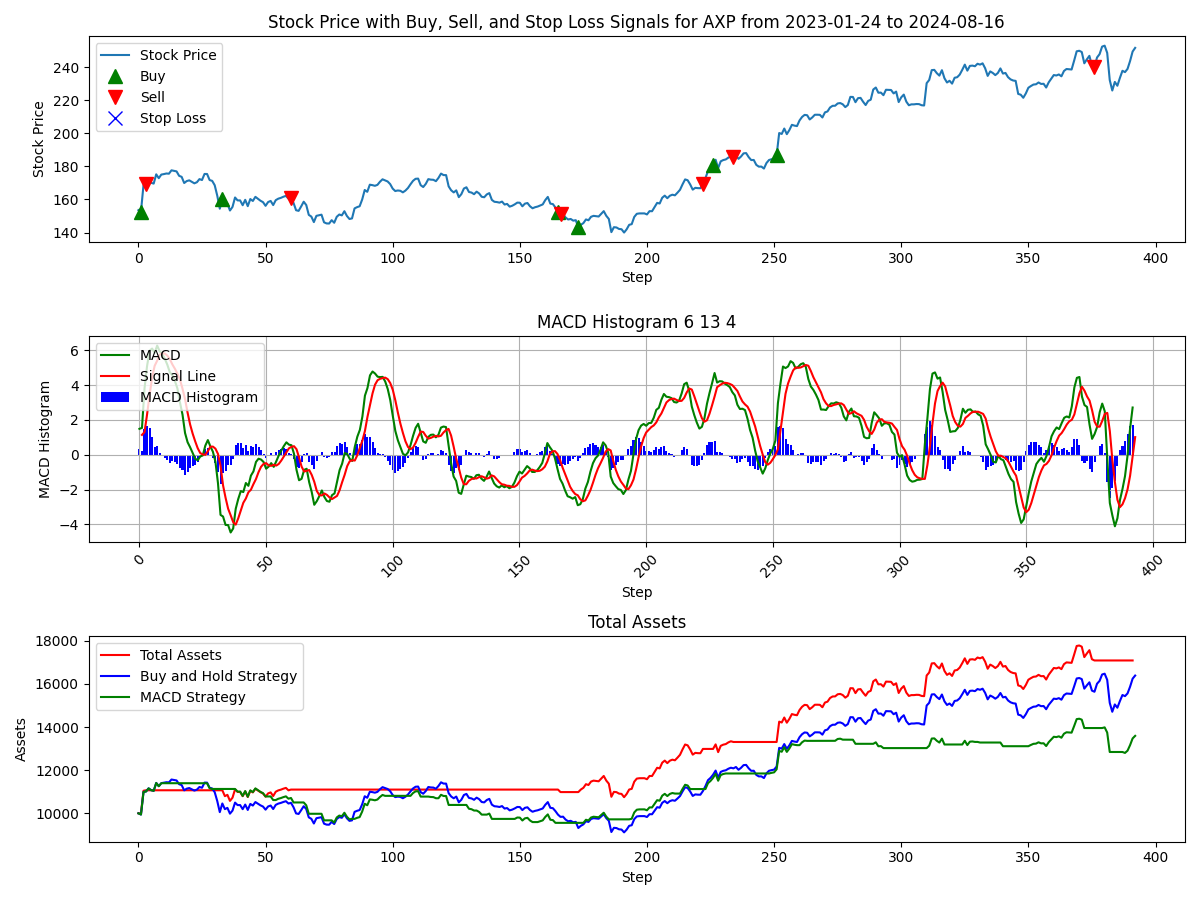 Stock Price with Buy, Sell, and Stop Loss Signals for AXP from 2023-01-24 to 2024-08-16
Stock Price
Buy
Sell
Stop Loss
Stock Price
240
220
200
180
160
140
0 50 100 150 200 250 300 350 400
Step
MACD Histogram 6 13 4
MACD
Signal Line
MACD Histogram
MACD Histogram
6
4
2
0
−2
−4
0 50 100 150 200 250 300 350 400
Step
Total Assets
Total Assets
Buy and Hold Strategy
MACD Strategy
Assets
18000
16000
14000
12000
10000
0 50 100 150 200 250 300 350 400
Step